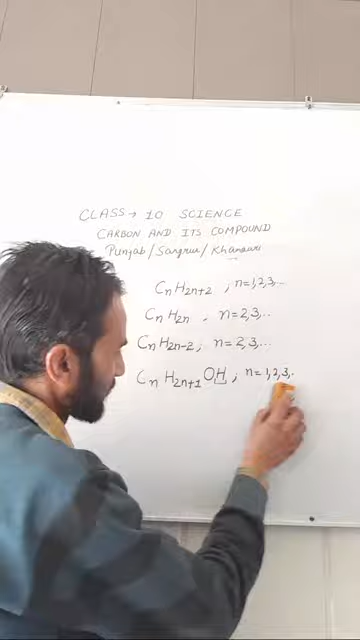 CLASS → 10 SCIENCE
CARBON AND ITS COMPOUND
Punjab/Sangrur/Khanauri
CnH2n+2 , n=1,2,3,...
CnH2n , n=2,3,...
CnH2n-2 ; n=2,3,...
CnH2n+1OH ; n=1,2,3,.